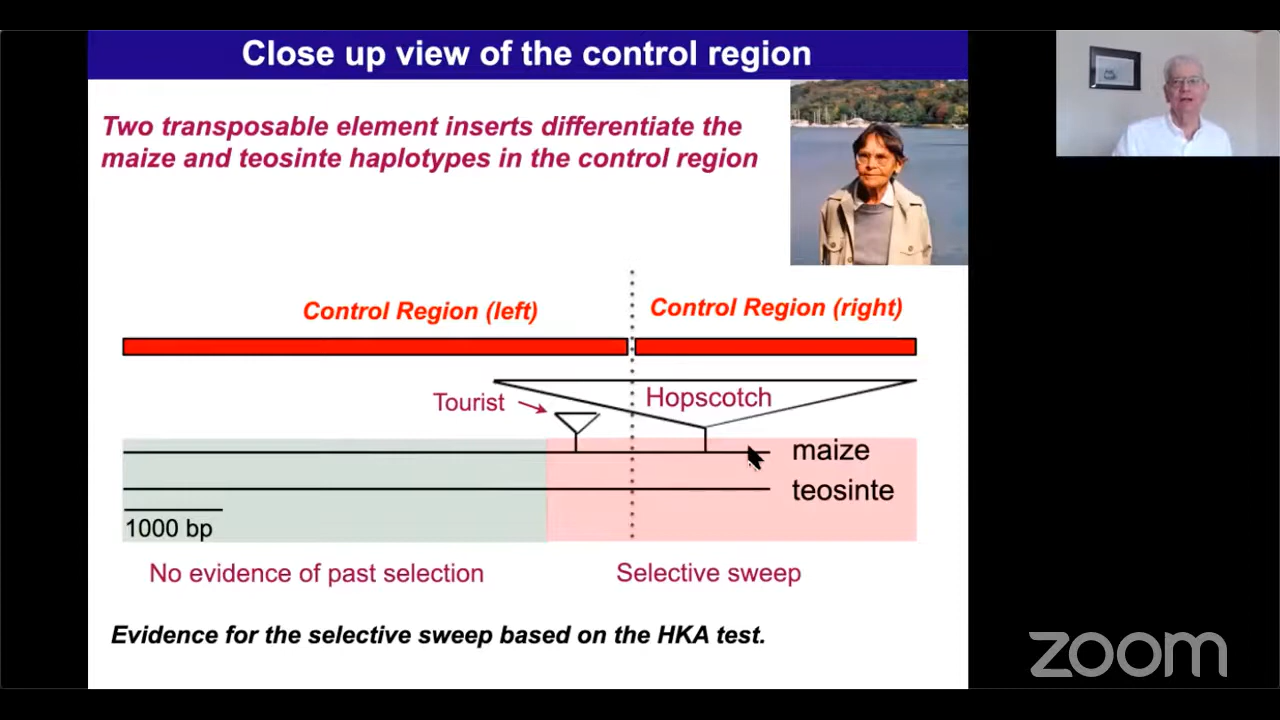 Close up view of the control region
Two transposable element inserts differentiate the
maize and teosinte haplotypes in the control region
Control Region (left)
Control Region (right)
Tourist
Hopscotch
maize
teosinte
1000 bp
No evidence of past selection
Selective sweep
Evidence for the selective sweep based on the HKA test.
zoom